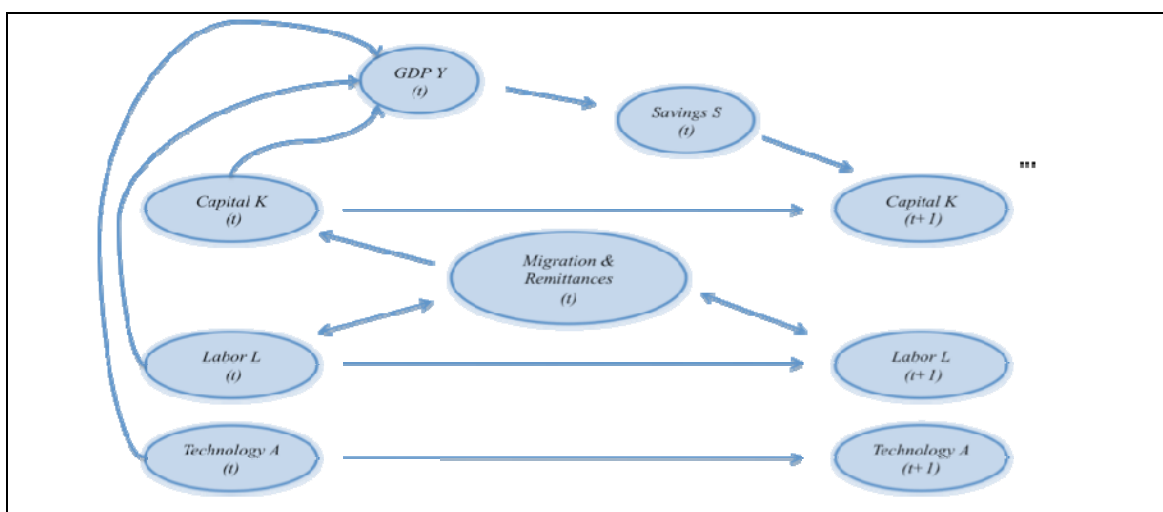 GDP Y
(t)
Savings S
(t)
Capital K
(t)
Capital K
(t+1)
Migration &
Remittances
(t)
Labor L
(t)
Labor L
(t+1)
Technology A
(t)
Technology A
(t+1)